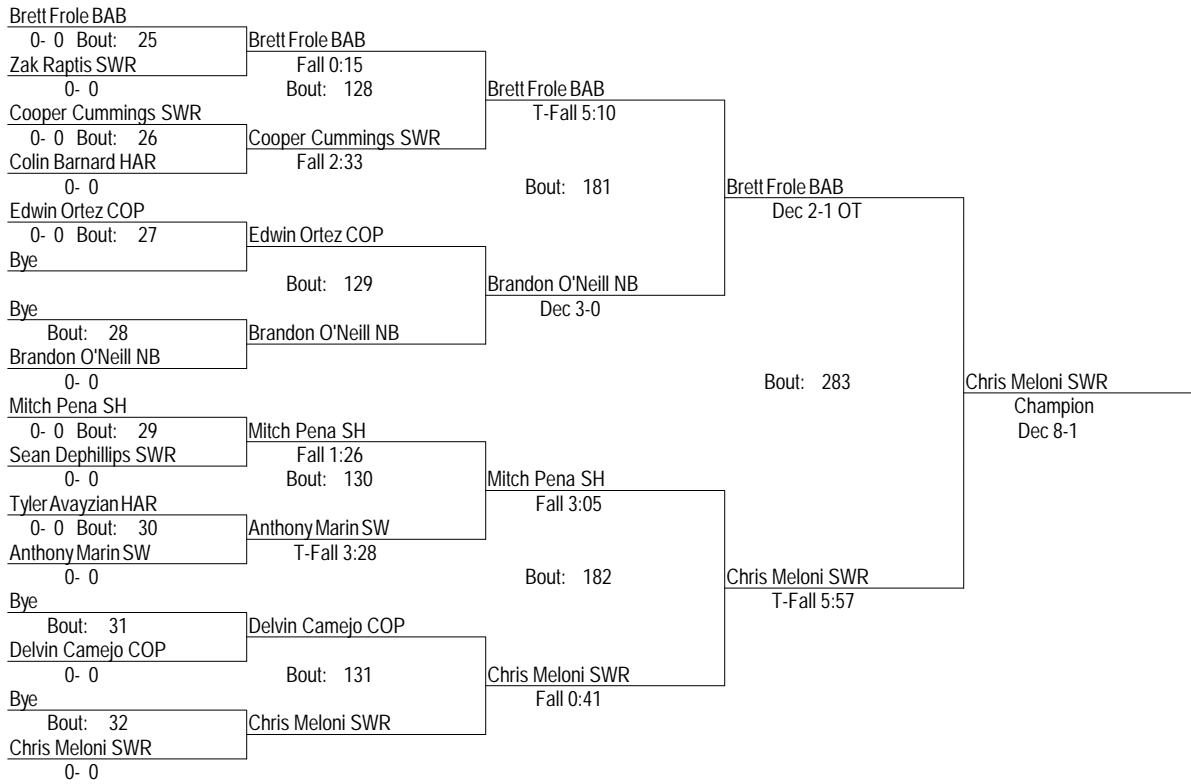 Brett Frole BAB
0- 0 Bout: 25
Brett Frole BAB
Zak Raptis SWR
Fall 0:15
0- 0
Bout: 128
Brett Frole BAB
Cooper Cummings SWR
T-Fall 5:10
0- 0 Bout: 26
Cooper Cummings SWR
Colin Barnard HAR
Fall 2:33
0- 0
Bout: 181
Brett Frole BAB
Edwin Ortez COP
Dec 2-1 OT
0- 0 Bout: 27
Edwin Ortez COP
Bye
Bout: 129
Brandon O'Neill NB
Bye
Dec 3-0
Bout: 28
Brandon O'Neill NB
Brandon O'Neill NB
0- 0
Bout: 283
Chris Meloni SWR
Mitch Pena SH
Champion
0- 0 Bout: 29
Mitch Pena SH
Dec 8-1
Sean Dephillips SWR
Fall 1:26
0- 0
Bout: 130
Mitch Pena SH
Tyler Avayzian HAR
Fall 3:05
0- 0 Bout: 30
Anthony Marin SW
Anthony Marin SW
T-Fall 3:28
0- 0
Bout: 182
Chris Meloni SWR
Bye
T-Fall 5:57
Bout: 31
Delvin Camejo COP
Delvin Camejo COP
0- 0
Bout: 131
Chris Meloni SWR
Bye
Fall 0:41
Bout: 32
Chris Meloni SWR
Chris Meloni SWR
0- 0